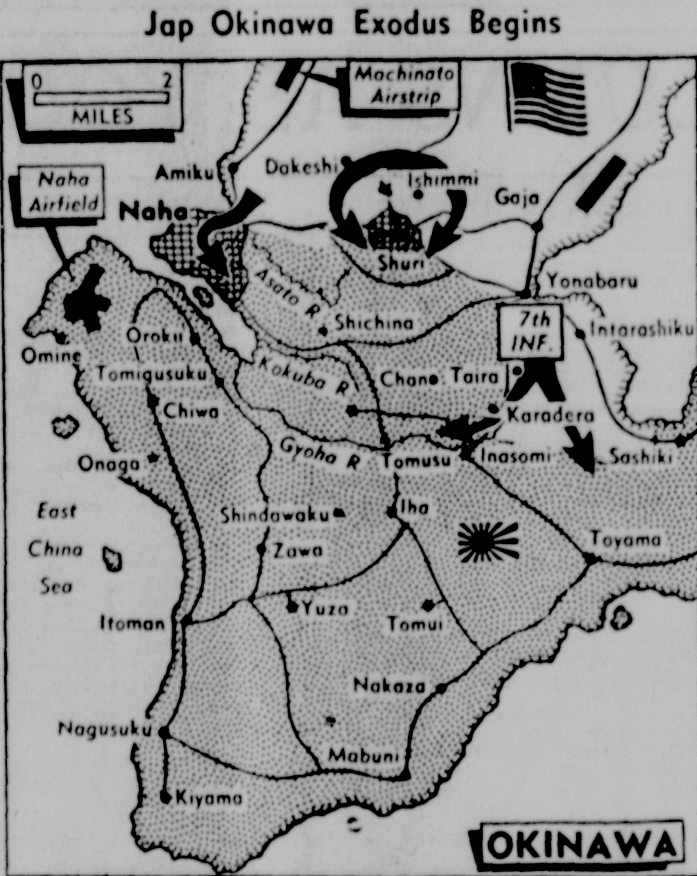 Jap Okinawa Exodus Begins
0 2
MILES
Machinato
Airstrip
Naha
Airfield
Amiku
Dakeshi
Ishimmi
Gaja
Naha
Shuri
Yonabaru
Asato R
Shichina
7th
INF.
Intarashiku
Omine
Orokii
Tomigusuku
Kokuba R
Chan
Taira
Chiwa
Karadera
Onaga
Gyoha R
Tomusu
Inasomi
Sashiki
East
China
Sea
Shindawaku
Iha
Zawa
Toyama
Itoman
Yuza
Tomui
Nakaza
Nagusuku
Mabuni
Kiyama
OKINAWA